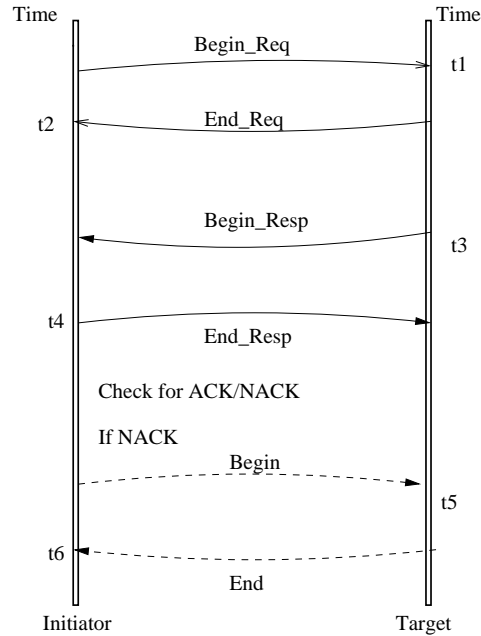 Time
Time
Begin_Req
t1
End_Req
t2
Begin_Resp
t3
t4
End_Resp
Check for ACK/NACK
If NACK
Begin
t5
t6
End
Initiator
Target